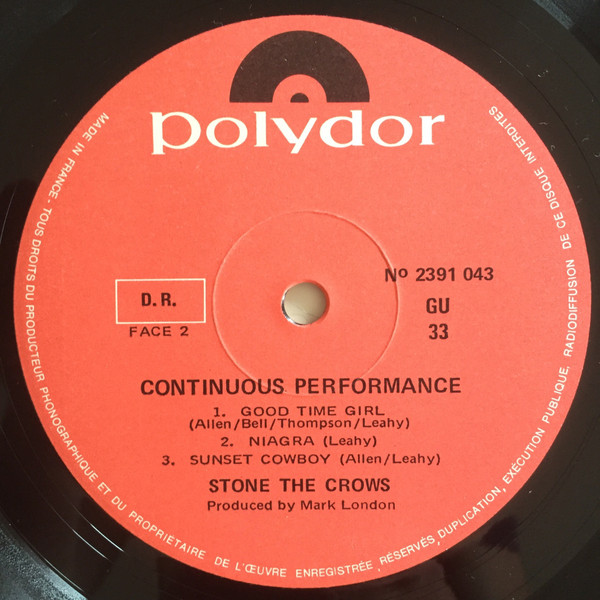 polydor
Nº 2391 043
D. R.
GU
FACE 2
33
CONTINUOUS PERFORMANCE
1. GOOD TIME GIRL
(Allen/Bell/Thompson/Leahy)
2. NIAGRA (Leahy)
3. SUNSET COWBOY (Allen/Leahy)
STONE THE CROWS
Produced by Mark London
MADE IN FRANCE - TOUS DROITS DU PRODUCTEUR PHONOGRAPHIQUE ET DU PROPRIETAIRE DE L'ŒUVRE ENREGISTRÉE, RÉSERVÉS, DUPLICATION, EXÉCUTION PUBLIQUE, RADIODIFFUSION DE CE DISQUE INTERDITES